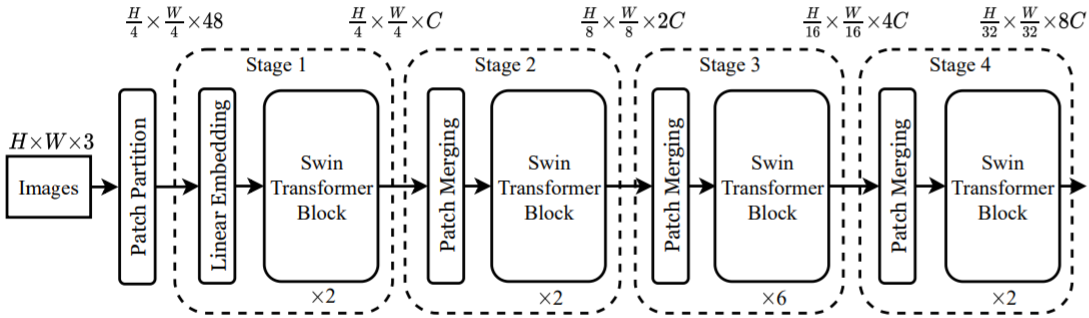 H/4 × W/4 × 48
H/4 × W/4 × C
H/8 × W/8 × 2C
H/16 × W/16 × 4C
H/32 × W/32 × 8C
H×W×3
Images
Patch Partition
Stage 1
Linear Embedding
Swin
Transformer
Block
×2
Stage 2
Patch Merging
Swin
Transformer
Block
×2
Stage 3
Patch Merging
Swin
Transformer
Block
×6
Stage 4
Patch Merging
Swin
Transformer
Block
×2